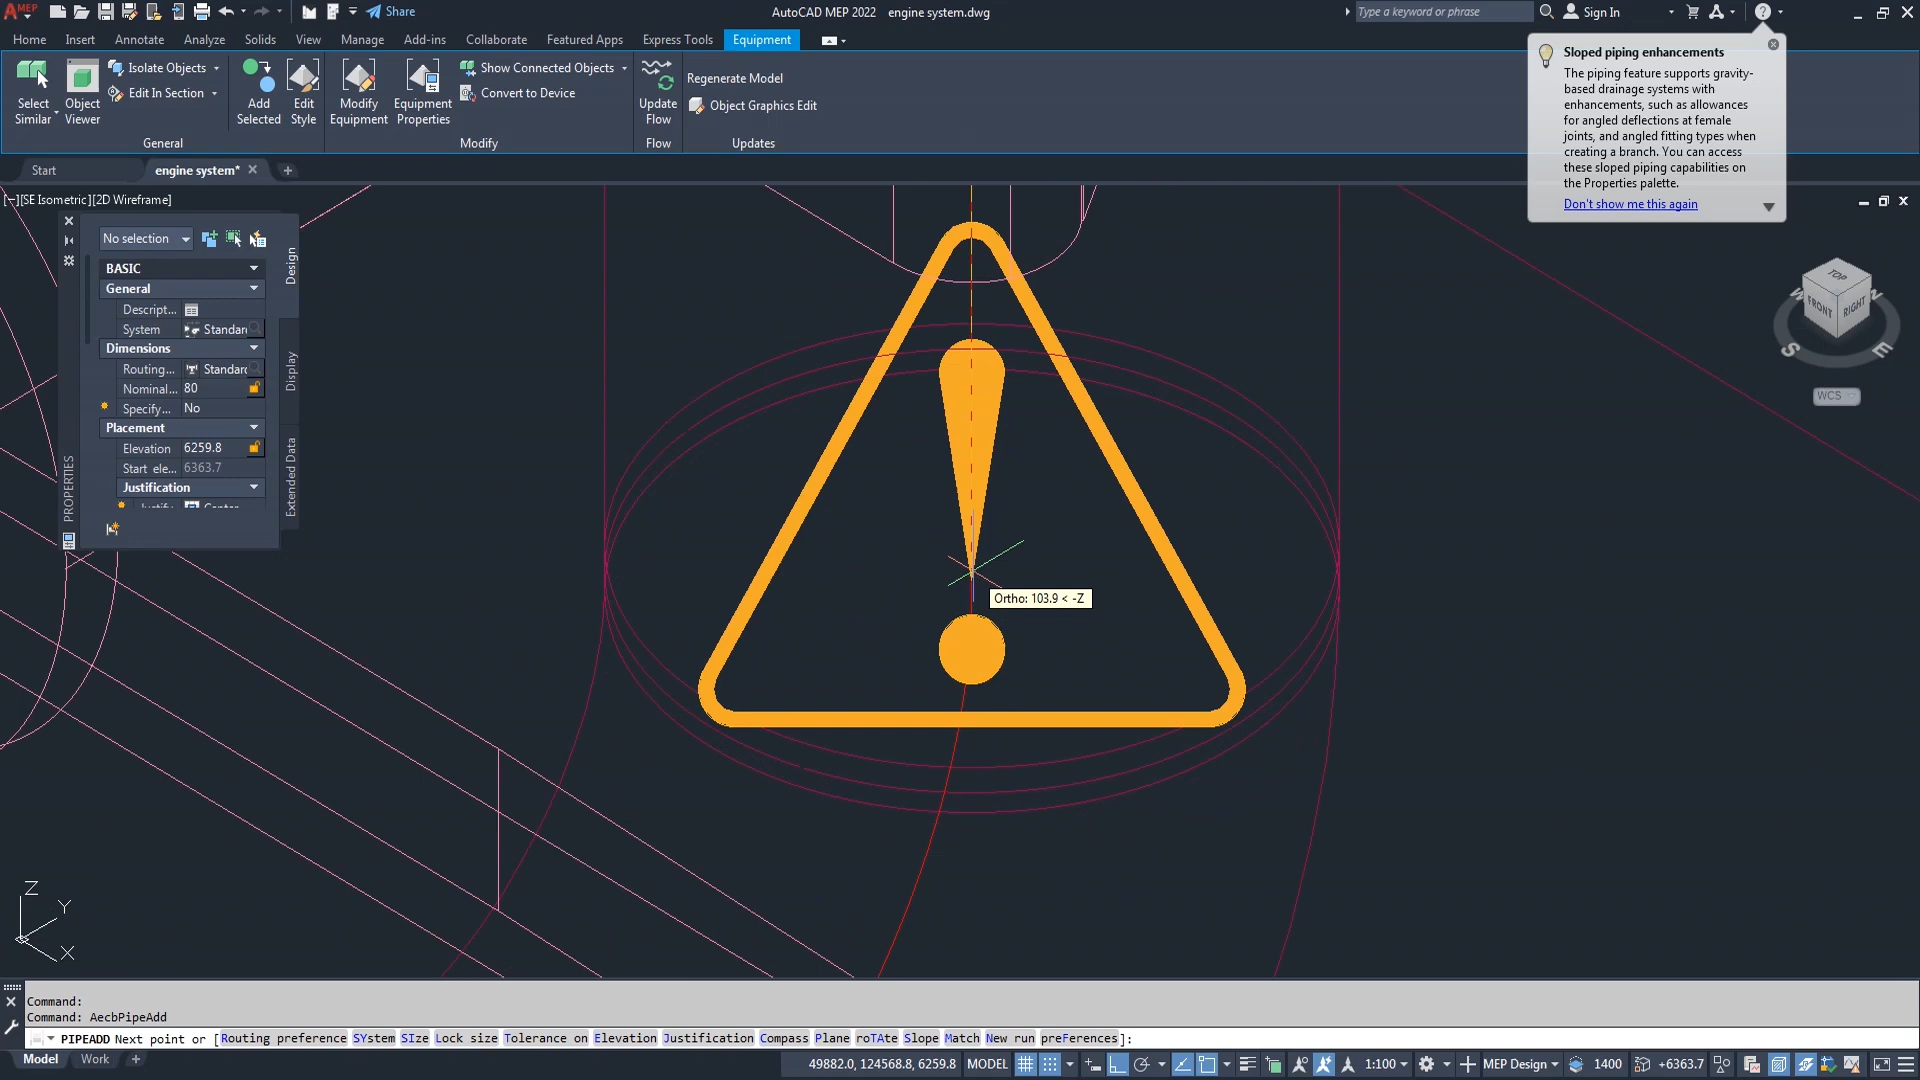 MEP
Share
AutoCAD MEP 2022 engine system.dwg
Type a keyword or phrase
Sign In
Home Insert Annotate Analyze Solids View Manage Add-ins Collaborate Featured Apps Express Tools Equipment
Select Similar
Object Viewer
Isolate Objects
Edit In Section
General
Add Selected
Edit Style
Modify Equipment
Equipment Properties
Show Connected Objects
Convert to Device
Modify
Update Flow
Flow
Regenerate Model
Object Graphics Edit
Updates
Sloped piping enhancements
The piping feature supports gravity-
based drainage systems with
enhancements, such as allowances
for angled deflections at female
joints, and angled fitting types when
creating a branch. You can access
these sloped piping capabilities on
the Properties palette.
Don't show me this again
Start engine system*
[−][SE Isometric][2D Wireframe]
No selection
BASIC
General
Descript...
System Standar
Dimensions
Routing... Standar
Nominal... 80
Specify... No
Placement
Elevation 6259.8
Start ele... 6363.7
Justification
PROPERTIES
Design
Display
Extended Data
TOP
FRONT
RIGHT
S
E
WCS
Ortho: 103.9 < -Z
Z
Y
X
Command:
Command: AecbPipeAdd
PIPEADD Next point or [Routing preference SYstem SIze Lock size Tolerance on Elevation Justification Compass Plane roTAte Slope Match New run preFerences]:
Model Work
49882.0, 124568.8, 6259.8 MODEL 1:100 MEP Design 1400 +6363.7